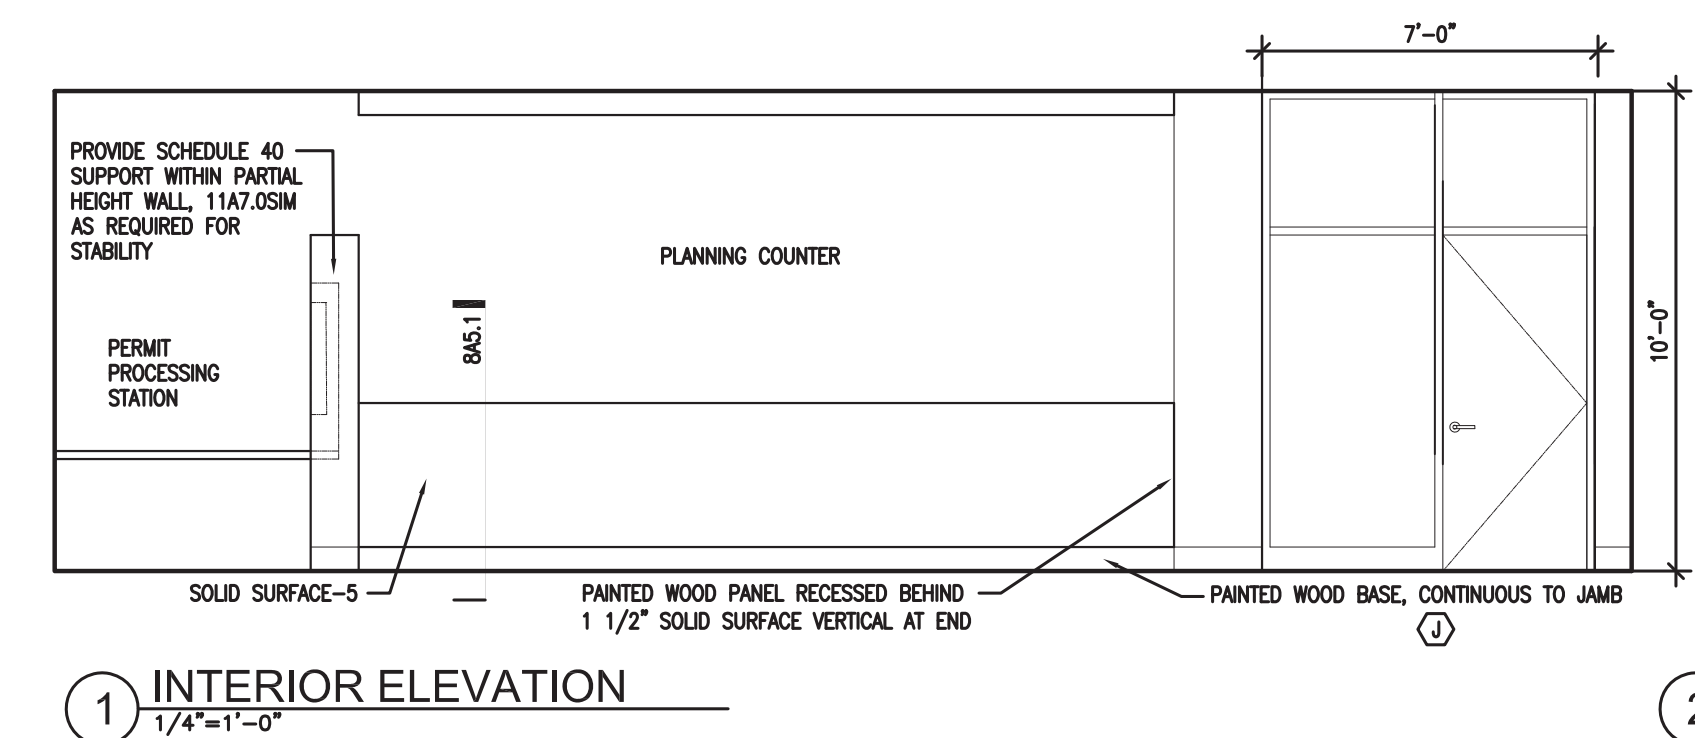 7'-0"
PROVIDE SCHEDULE 40
SUPPORT WITHIN PARTIAL
HEIGHT WALL, 11A7.0SIM
AS REQUIRED FOR
STABILITY
PLANNING COUNTER
8A5.1
10'-0"
PERMIT
PROCESSING
STATION
SOLID SURFACE-5
PAINTED WOOD PANEL RECESSED BEHIND
1 1/2" SOLID SURFACE VERTICAL AT END
PAINTED WOOD BASE, CONTINUOUS TO JAMB
J
1 INTERIOR ELEVATION
1/4"=1'-0"